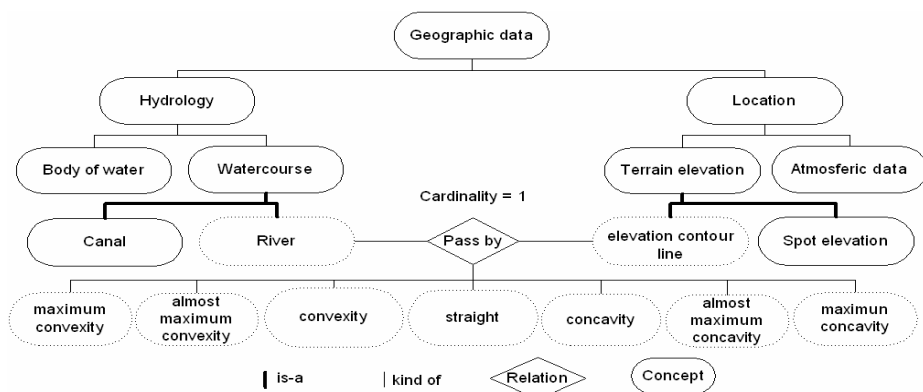 Geographic data
Hydrology
Location
Body of water
Watercourse
Terrain elevation
Atmosferic data
Cardinality = 1
Canal
River
Pass by
elevation contour
line
Spot elevation
maximum
convexity
almost
maximum
convexity
convexity
straight
concavity
almost
maximum
concavity
maximun
concavity
is-a
kind of
Relation
Concept